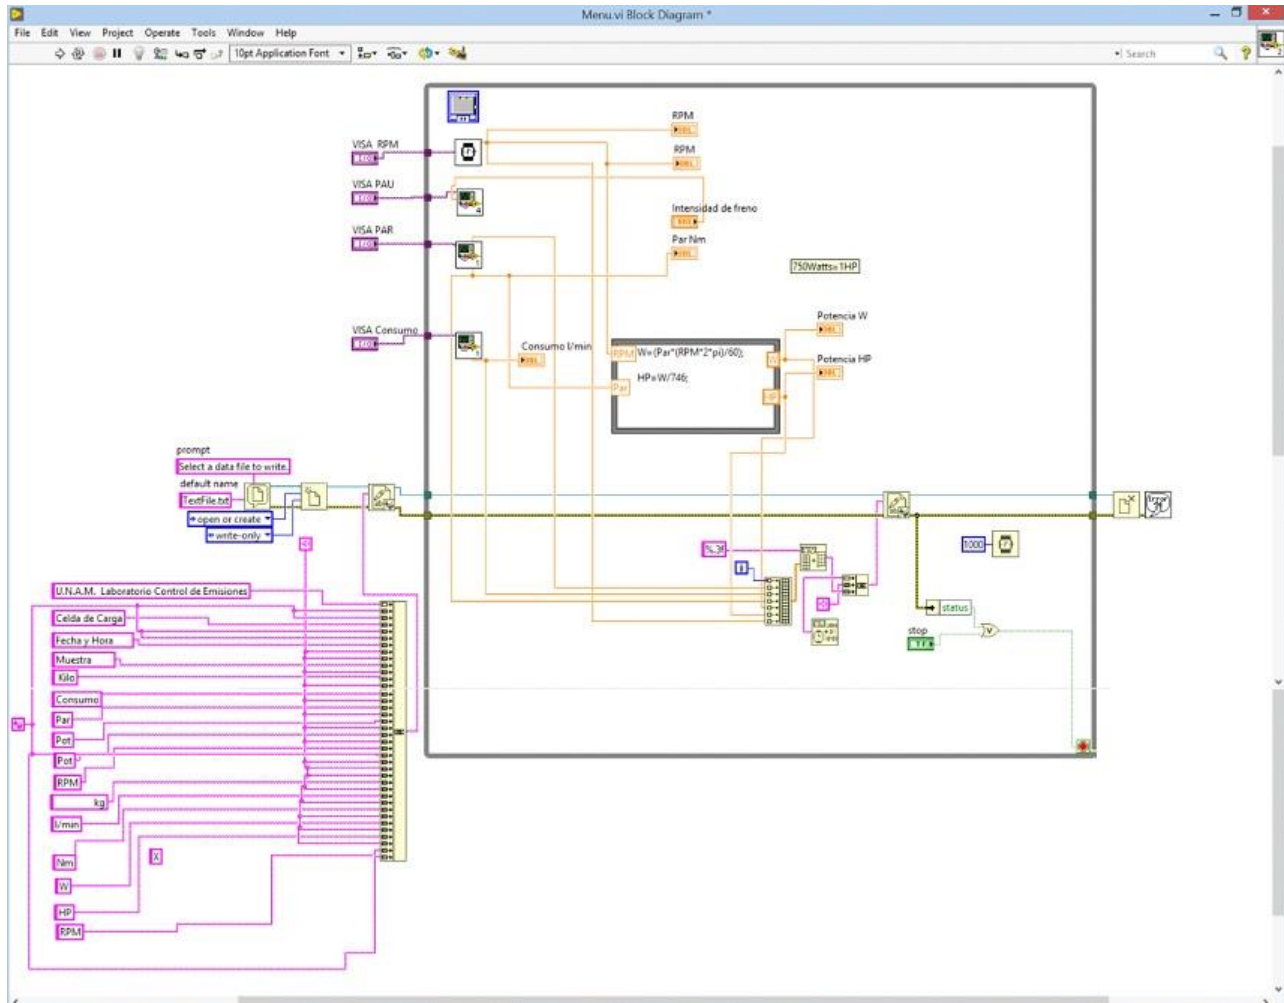 Menu.vi Block Diagram *
File Edit View Project Operate Tools Window Help
10pt Application Font
Search
2
RPM
RPM
VISA RPM
VISA PAU
4
Intensidad de freno
VISA PAR
Par Nm
1
750Watts=1HP
Potencia W
VISA Consumo
Consumo l/min
RPM W=(Par*(RPM*2*pi)/60); W
Potencia HP
Par HP=W/746; HP
prompt
Select a data file to write.
default name
TextFile.txt
open or create
write-only
%.3f
1000
i
U.N.A.M. Laboratorio Control de Emisiones
Celda de Carga
Fecha y Hora
Muestra
Kilo
Consumo
Par
Pot
Pot
RPM
kg
l/min
Nm
X
W
HP
RPM
status
stop
TF